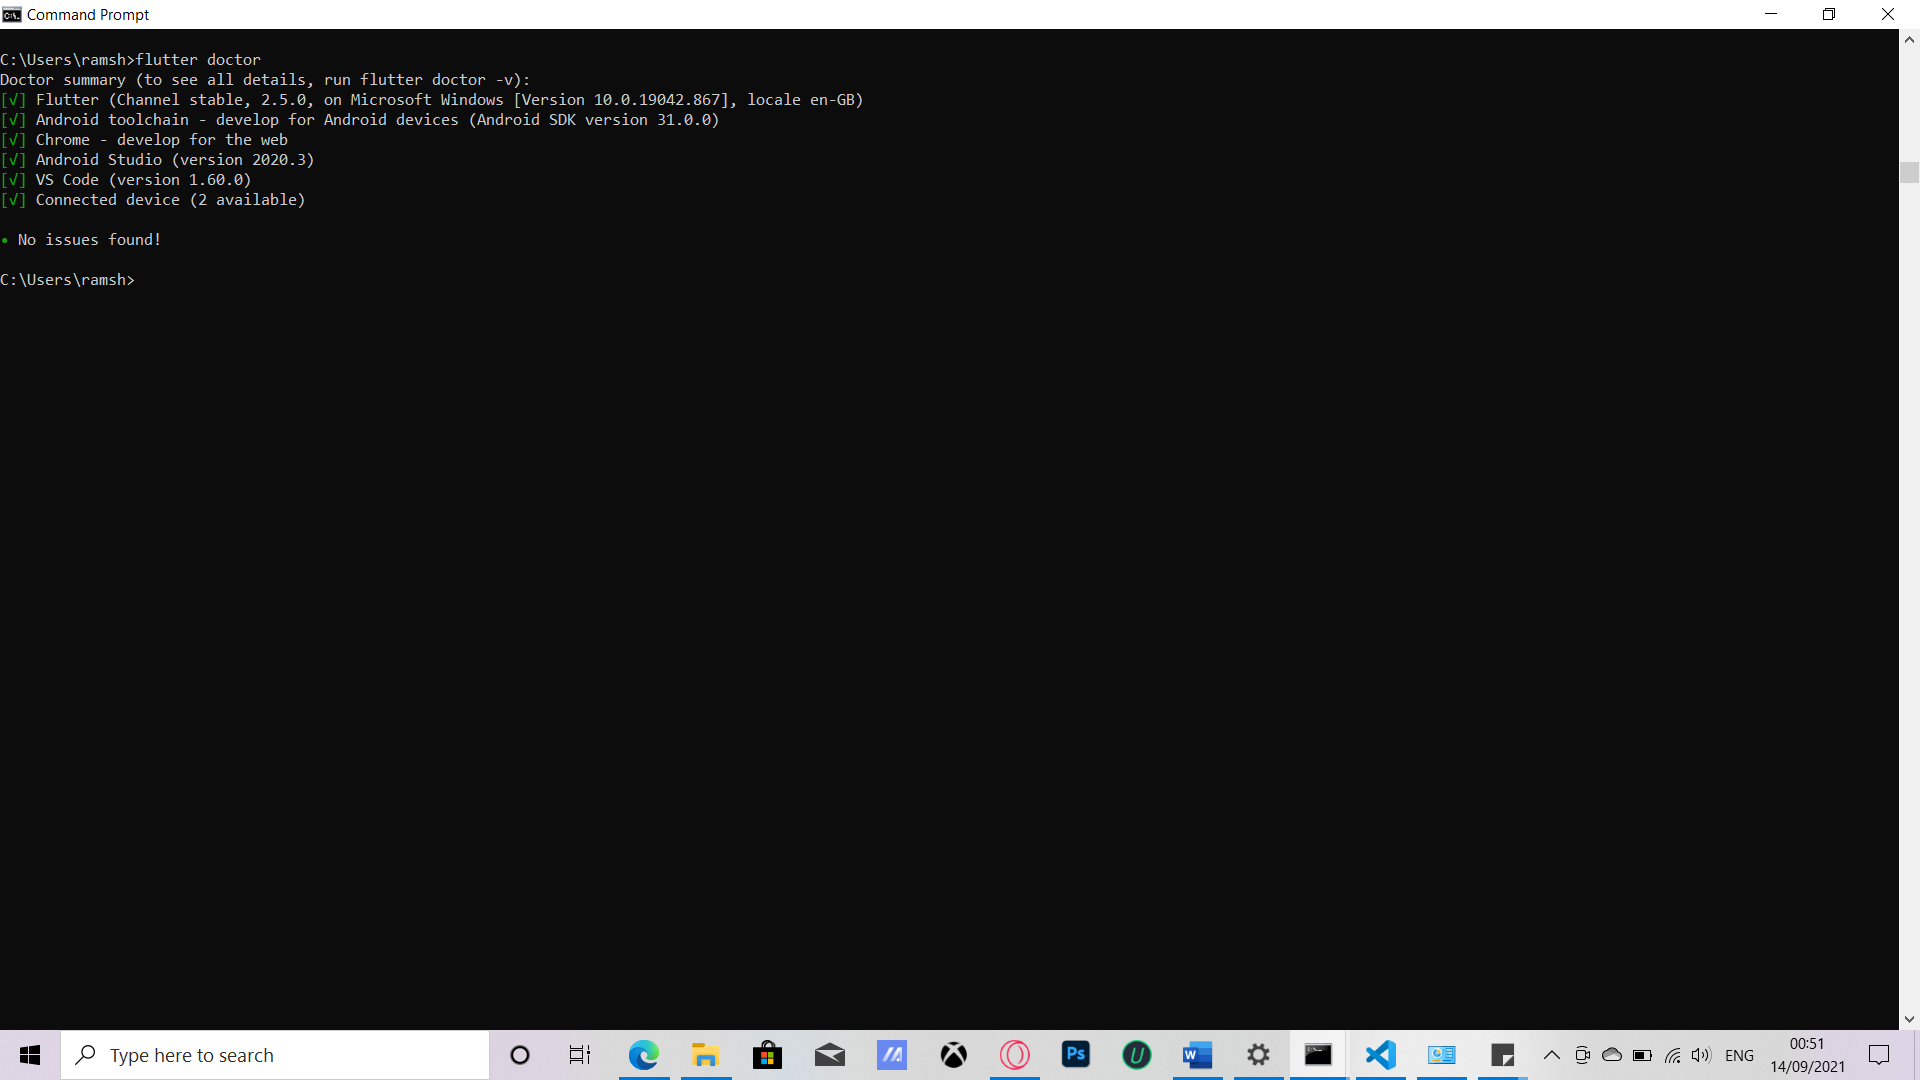 Command Prompt
C:\Users\ramsh>flutter doctor
Doctor summary (to see all details, run flutter doctor -v):
[√] Flutter (Channel stable, 2.5.0, on Microsoft Windows [Version 10.0.19042.867], locale en-GB)
[√] Android toolchain - develop for Android devices (Android SDK version 31.0.0)
[√] Chrome - develop for the web
[√] Android Studio (version 2020.3)
[√] VS Code (version 1.60.0)
[√] Connected device (2 available)
• No issues found!
C:\Users\ramsh>
Type here to search
Ps
U
W
ENG
00:51
14/09/2021